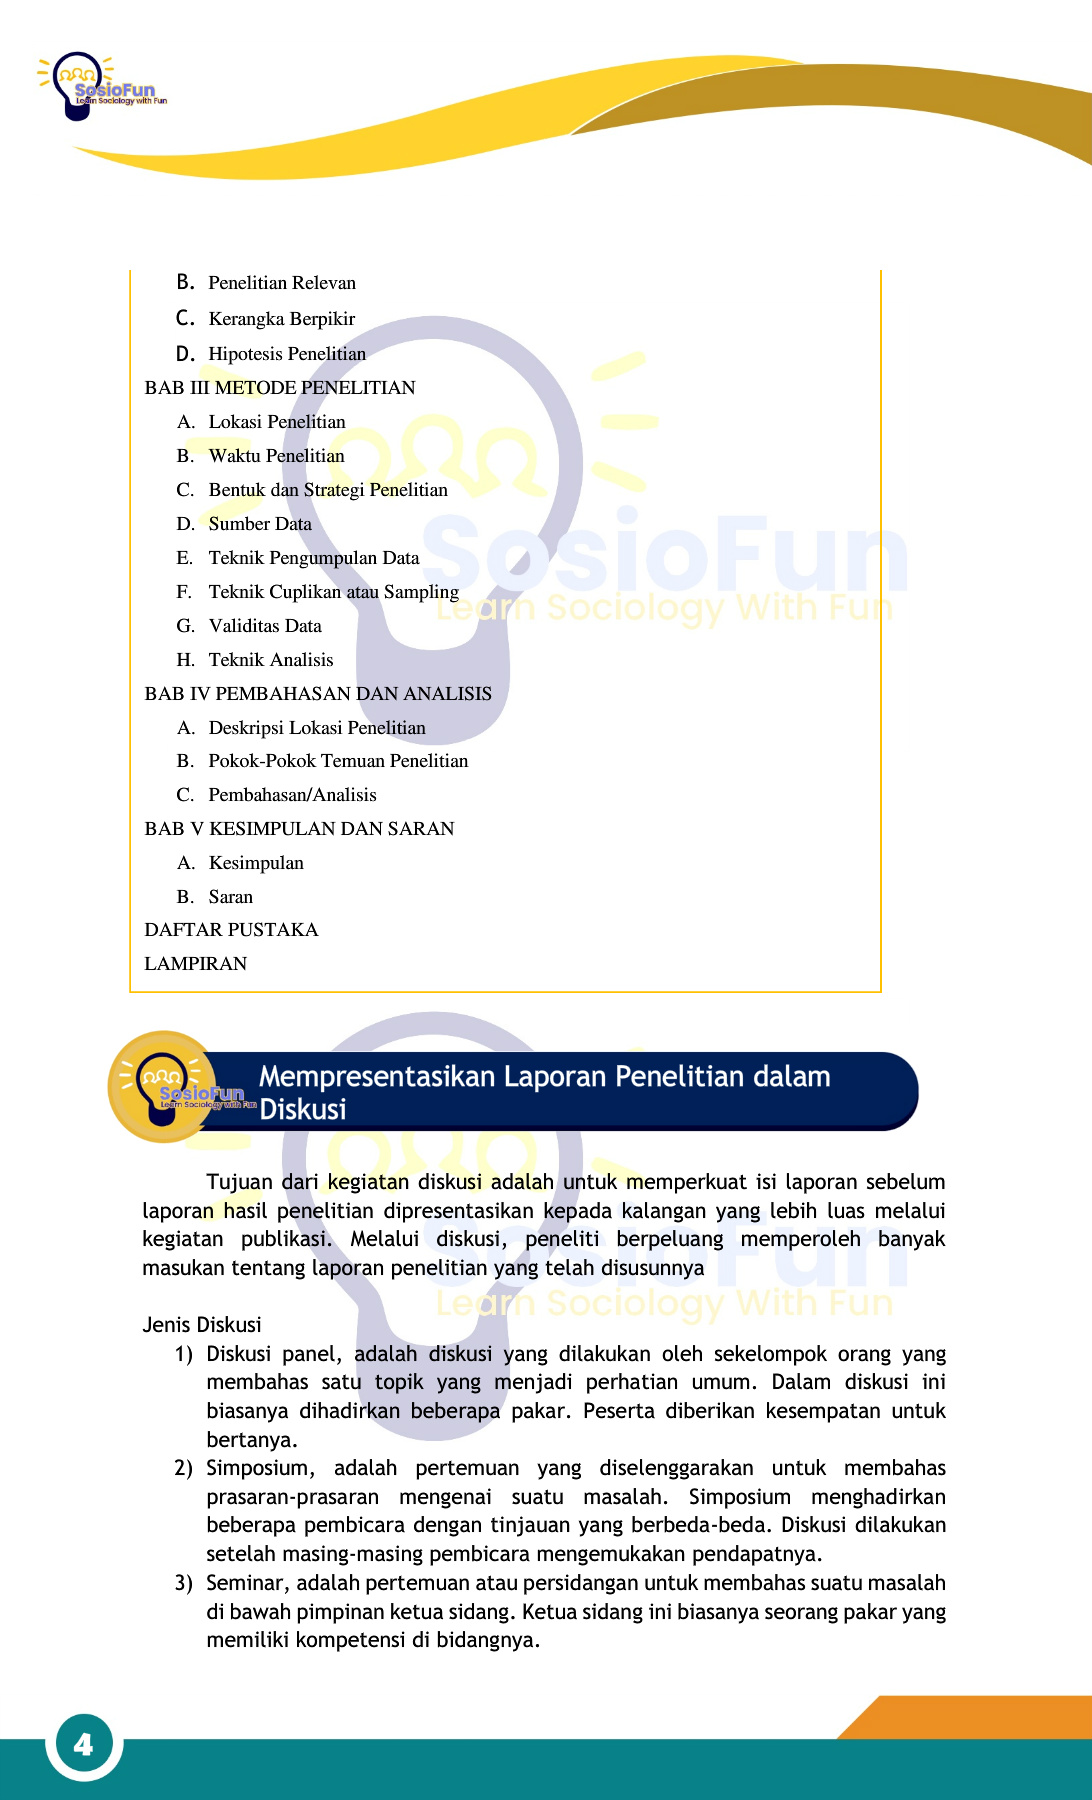 SosioFun
Learn Sociology with Fun
B. Penelitian Relevan
C. Kerangka Berpikir
D. Hipotesis Penelitian
BAB III METODE PENELITIAN
A. Lokasi Penelitian
B. Waktu Penelitian
C. Bentuk dan Strategi Penelitian
D. Sumber Data
E. Teknik Pengumpulan Data
F. Teknik Cuplikan atau Sampling
G. Validitas Data
H. Teknik Analisis
BAB IV PEMBAHASAN DAN ANALISIS
A. Deskripsi Lokasi Penelitian
B. Pokok-Pokok Temuan Penelitian
C. Pembahasan/Analisis
BAB V KESIMPULAN DAN SARAN
A. Kesimpulan
B. Saran
DAFTAR PUSTAKA
LAMPIRAN
SosioFun
Learn Sociology With Fun
SosioFun
Learn Sociology with Fun
Mempresentasikan Laporan Penelitian dalam
Diskusi
Tujuan dari kegiatan diskusi adalah untuk memperkuat isi laporan sebelum
laporan hasil penelitian dipresentasikan kepada kalangan yang lebih luas melalui
kegiatan publikasi. Melalui diskusi, peneliti berpeluang memperoleh banyak
masukan tentang laporan penelitian yang telah disusunnya
SosioFun
Learn Sociology With Fun
Jenis Diskusi
1) Diskusi panel, adalah diskusi yang dilakukan oleh sekelompok orang yang
membahas satu topik yang menjadi perhatian umum. Dalam diskusi ini
biasanya dihadirkan beberapa pakar. Peserta diberikan kesempatan untuk
bertanya.
2) Simposium, adalah pertemuan yang diselenggarakan untuk membahas
prasaran-prasaran mengenai suatu masalah. Simposium menghadirkan
beberapa pembicara dengan tinjauan yang berbeda-beda. Diskusi dilakukan
setelah masing-masing pembicara mengemukakan pendapatnya.
3) Seminar, adalah pertemuan atau persidangan untuk membahas suatu masalah
di bawah pimpinan ketua sidang. Ketua sidang ini biasanya seorang pakar yang
memiliki kompetensi di bidangnya.
4